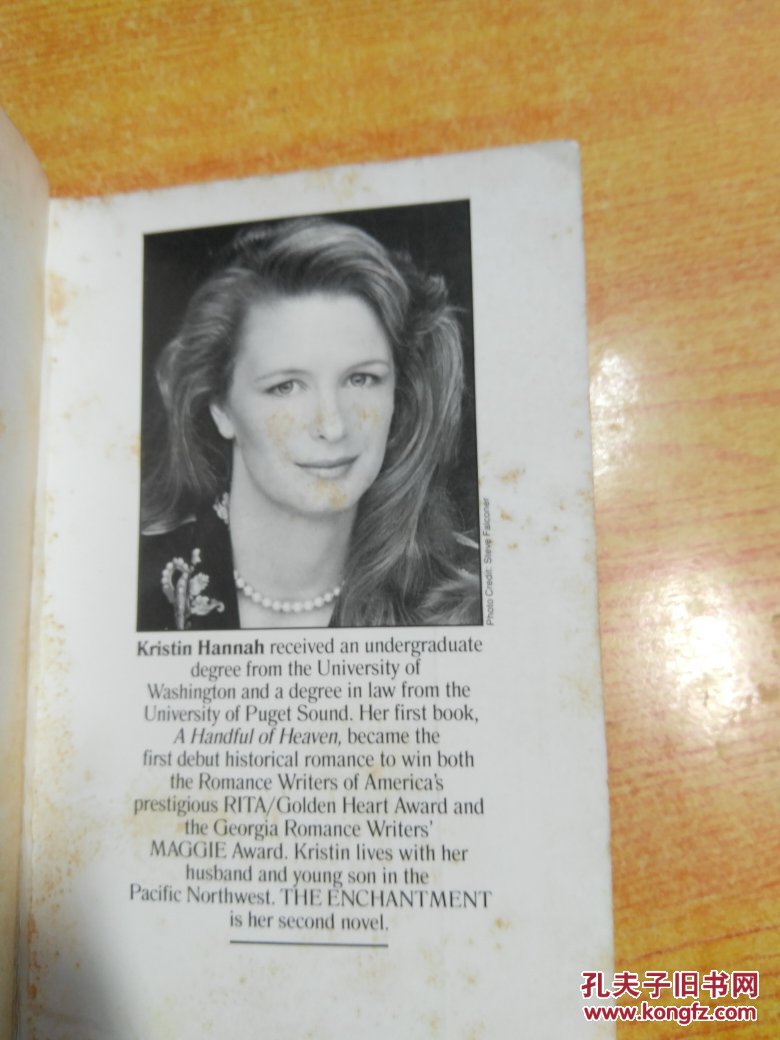 Photo Credit: Steve Falconer
Kristin Hannah received an undergraduate
degree from the University of
Washington and a degree in law from the
University of Puget Sound. Her first book,
A Handful of Heaven, became the
first debut historical romance to win both
the Romance Writers of America's
prestigious RITA/Golden Heart Award and
the Georgia Romance Writers'
MAGGIE Award. Kristin lives with her
husband and young son in the
Pacific Northwest. THE ENCHANTMENT
is her second novel.
孔夫子旧书网
www.kongfz.com